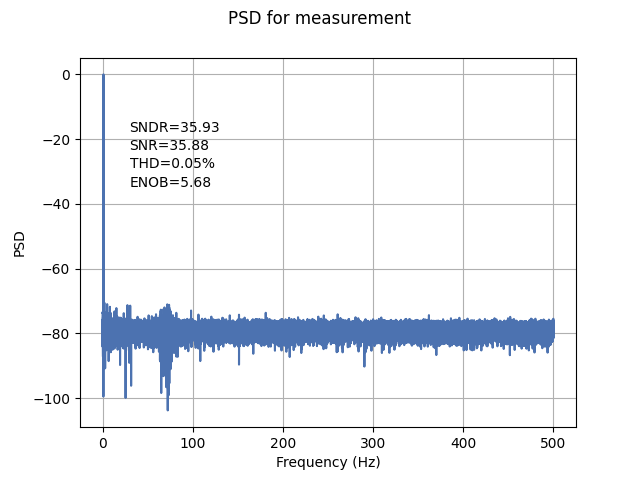 PSD for measurement
0
−20
−40
−60
−80
−100
PSD
SNDR=35.93
SNR=35.88
THD=0.05%
ENOB=5.68
0 100 200 300 400 500
Frequency (Hz)